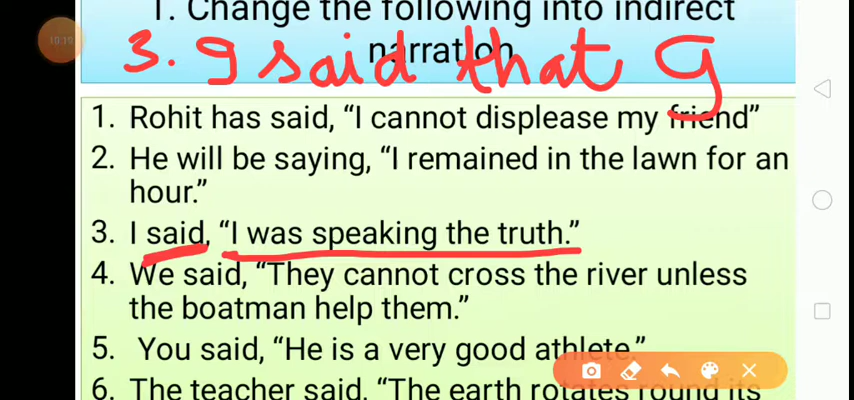 1. Change the following into indirect
narration
3. I said that I
10:19
1. Rohit has said, “I cannot displease my friend”
2. He will be saying, “I remained in the lawn for an
hour.”
3. I said, “I was speaking the truth.”
4. We said, “They cannot cross the river unless
the boatman help them.”
5. You said, “He is a very good athlete.”
6. The teacher said, “The earth rotates round its